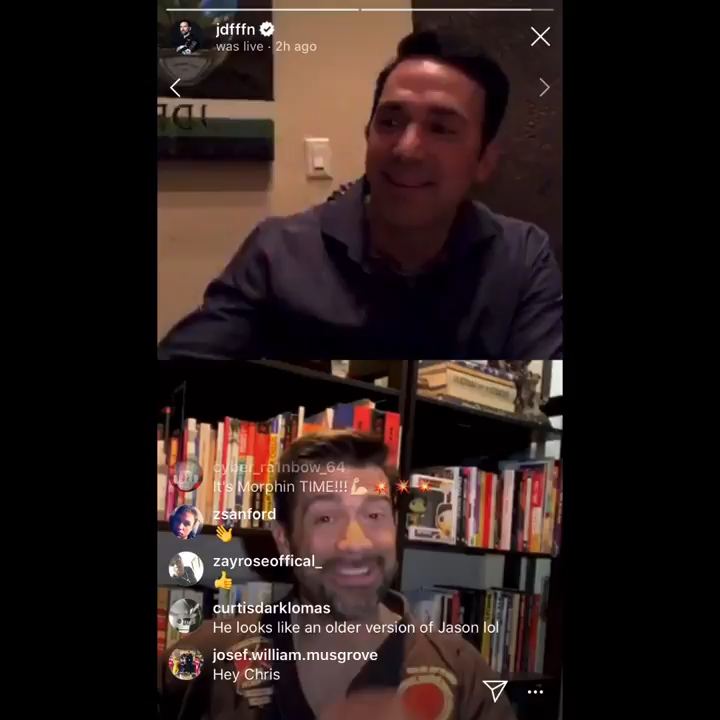 jdfffn
was live · 2h ago
cyber_ra1nbow_64
It's Morphin TIME!!!💪💥💥💥
zsanford
👋
zayroseoffical_
👍
curtisdarklomas
He looks like an older version of Jason lol
josef.william.musgrove
Hey Chris